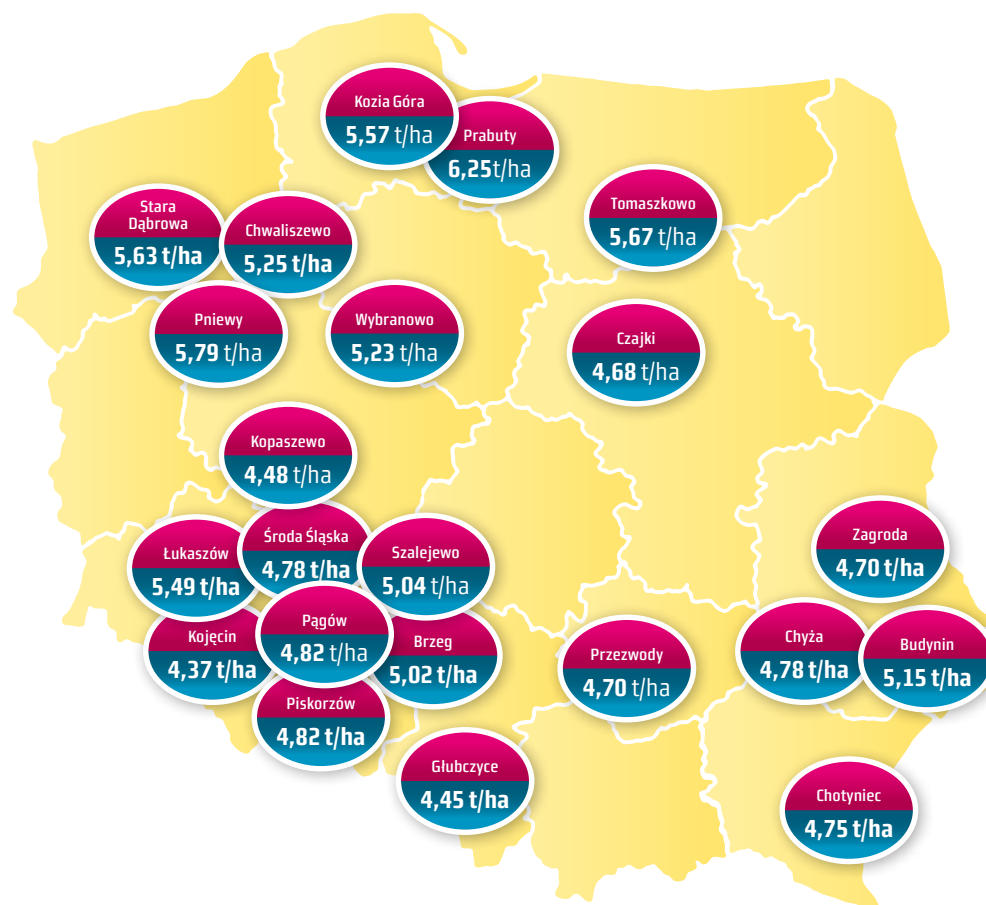 Kozia Góra
5,57 t/ha
Prabuty
6,25t/ha
Tomaszkowo
5,67 t/ha
Stara
Dąbrowa
5,63 t/ha
Chwaliszewo
5,25 t/ha
Pniewy
5,79 t/ha
Wybranowo
5,23 t/ha
Czajki
4,68 t/ha
Kopaszewo
4,48 t/ha
Łukaszów
5,49 t/ha
Środa Śląska
4,78 t/ha
Szalejewo
5,04 t/ha
Zagroda
4,70 t/ha
Kojęcin
4,37 t/ha
Pągów
4,82 t/ha
Brzeg
5,02 t/ha
Przezwody
4,70 t/ha
Chyża
4,78 t/ha
Budynin
5,15 t/ha
Piskorzów
4,82 t/ha
Głubczyce
4,45 t/ha
Chotyniec
4,75 t/ha